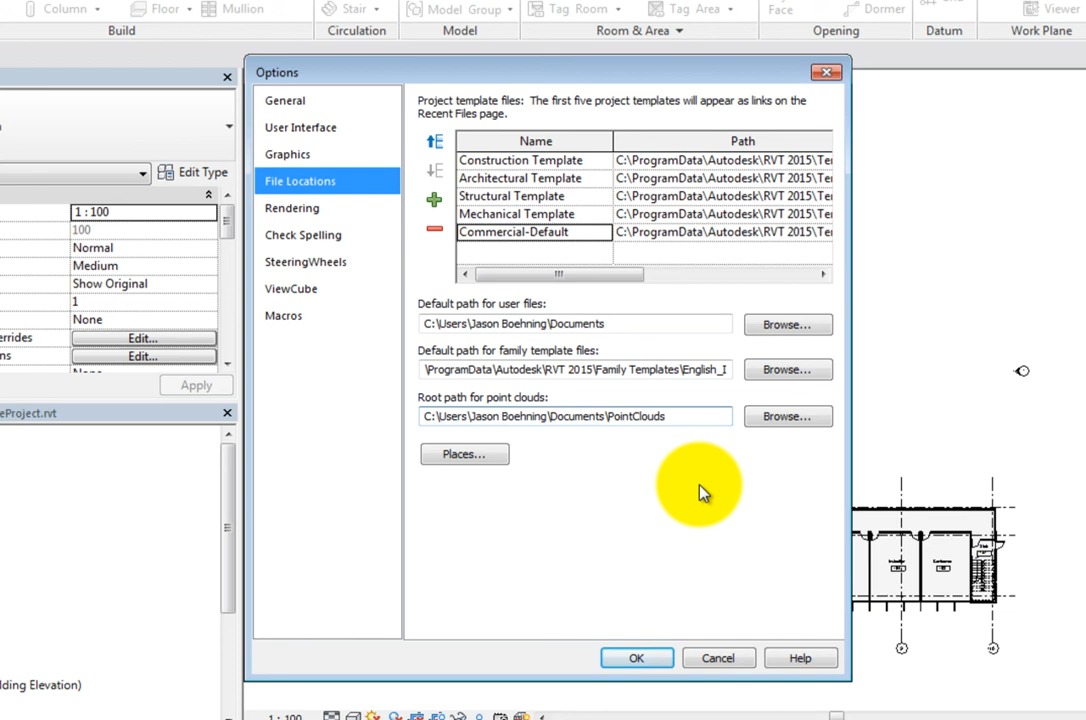 Column Floor Mullion Stair Model Group Tag Room Tag Area Face Dormer Viewer
Build Circulation Model Room & Area Opening Datum Work Plane
Options
General
User Interface
Graphics
File Locations
Rendering
Check Spelling
SteeringWheels
ViewCube
Macros
Project template files: The first five project templates will appear as links on the
Recent Files page.
Name Path
Construction Template C:\ProgramData\Autodesk\RVT 2015\Te
Architectural Template C:\ProgramData\Autodesk\RVT 2015\Te
Structural Template C:\ProgramData\Autodesk\RVT 2015\Te
Mechanical Template C:\ProgramData\Autodesk\RVT 2015\Te
Commercial-Default C:\ProgramData\Autodesk\RVT 2015\Te
Default path for user files:
C:\Users\Jason Boehning\Documents Browse...
Default path for family template files:
\ProgramData\Autodesk\RVT 2015\Family Templates\English_I Browse...
Root path for point clouds:
C:\Users\Jason Boehning\Documents\PointClouds Browse...
Places...
OK Cancel Help
Edit Type
1 : 100
100
Normal
Medium
Show Original
1
None
rrides Edit...
ns Edit...
Apply
eProject.rvt
lding Elevation)
1 : 100